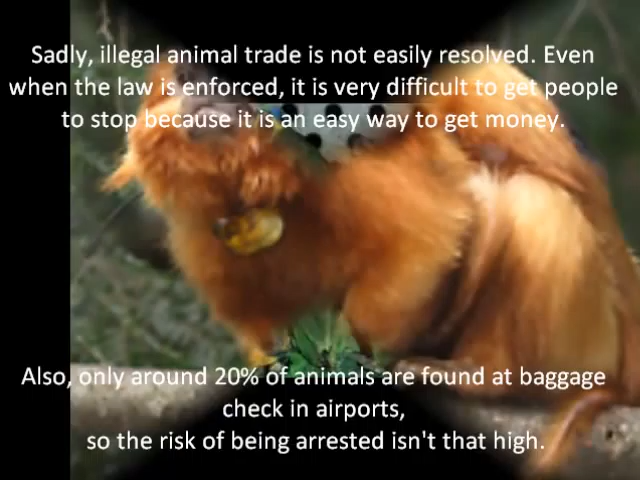 Sadly, illegal animal trade is not easily resolved. Even
when the law is enforced, it is very difficult to get people
to stop because it is an easy way to get money.
Also, only around 20% of animals are found at baggage
check in airports,
so the risk of being arrested isn't that high.